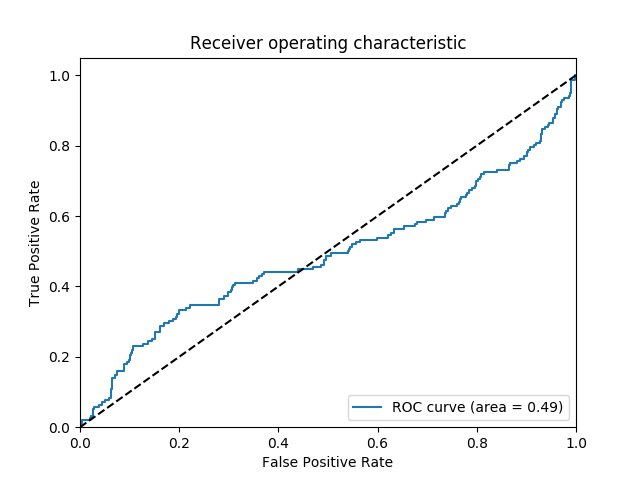 Receiver operating characteristic
1.0
0.8
0.6
0.4
0.2
0.0
True Positive Rate
ROC curve (area = 0.49)
0.0 0.2 0.4 0.6 0.8 1.0
False Positive Rate